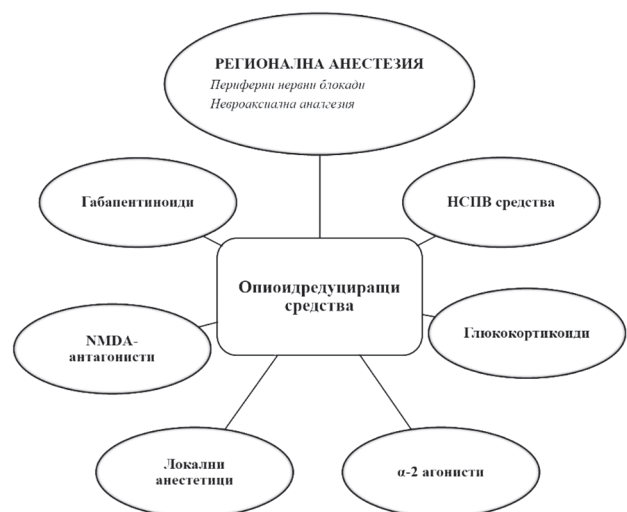 РЕГИОНАЛНА АНЕСТЕЗИЯ
Периферни нервни блокади
Невроаксиална аналгезия
Габапентиноиди
НСПВ средства
Опиоидредуциращи
средства
NMDA-
антагонисти
Глюкокортикоиди
Локални
анестетици
α-2 агонисти